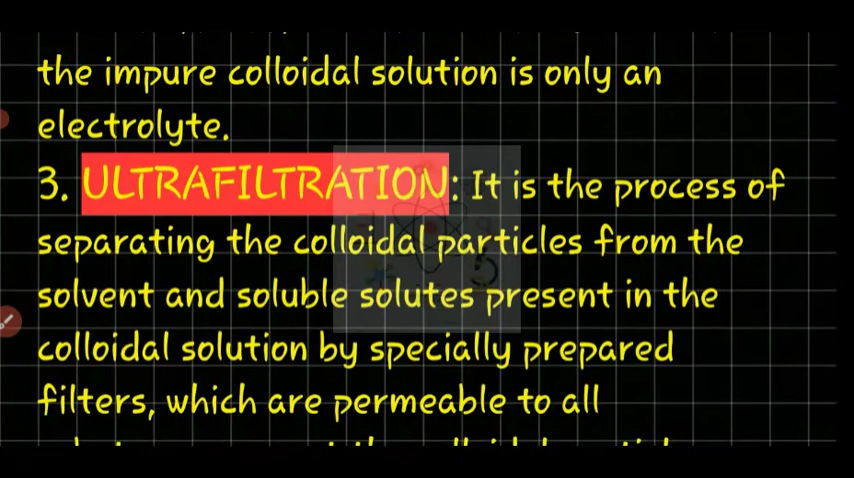 the impure colloidal solution is only an
electrolyte.
3. ULTRAFILTRATION: It is the process of
separating the colloidal particles from the
solvent and soluble solutes present in the
colloidal solution by specially prepared
filters, which are permeable to all